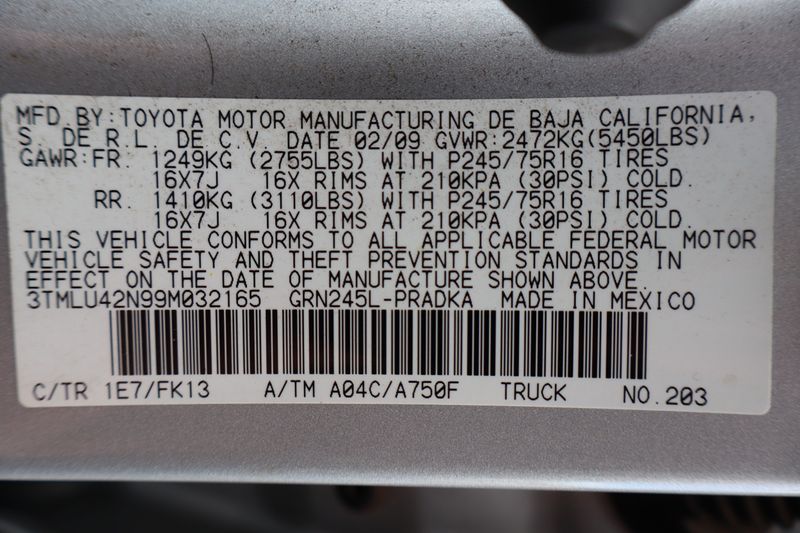 MFD.BY:TOYOTA MOTOR MANUFACTURING DE BAJA CALIFORNIA,
S. DE R.L. DE C.V. DATE 02/09 GVWR:2472KG(5450LBS)
GAWR:FR. 1249KG (2755LBS) WITH P245/75R16 TIRES
16X7J 16X RIMS AT 210KPA (30PSI) COLD.
RR. 1410KG (3110LBS) WITH P245/75R16 TIRES
16X7J 16X RIMS AT 210KPA (30PSI) COLD.
THIS VEHICLE CONFORMS TO ALL APPLICABLE FEDERAL MOTOR
VEHICLE SAFETY AND THEFT PREVENTION STANDARDS IN
EFFECT ON THE DATE OF MANUFACTURE SHOWN ABOVE.
3TMLU42N99M032165 GRN245L-PRADKA MADE IN MEXICO
C/TR 1E7/FK13 A/TM A04C/A750F TRUCK NO.203